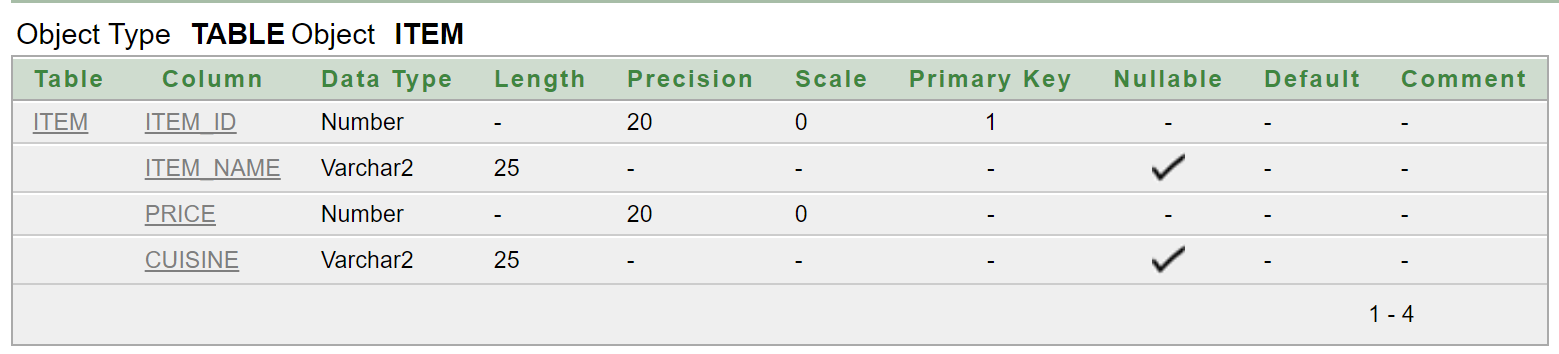 Object Type TABLE Object ITEM
Table Column Data Type Length Precision Scale Primary Key Nullable Default Comment
ITEM ITEM_ID Number - 20 0 1 - - -
ITEM_NAME Varchar2 25 - - - ✓ - -
PRICE Number - 20 0 - - - -
CUISINE Varchar2 25 - - - ✓ - -
1 - 4